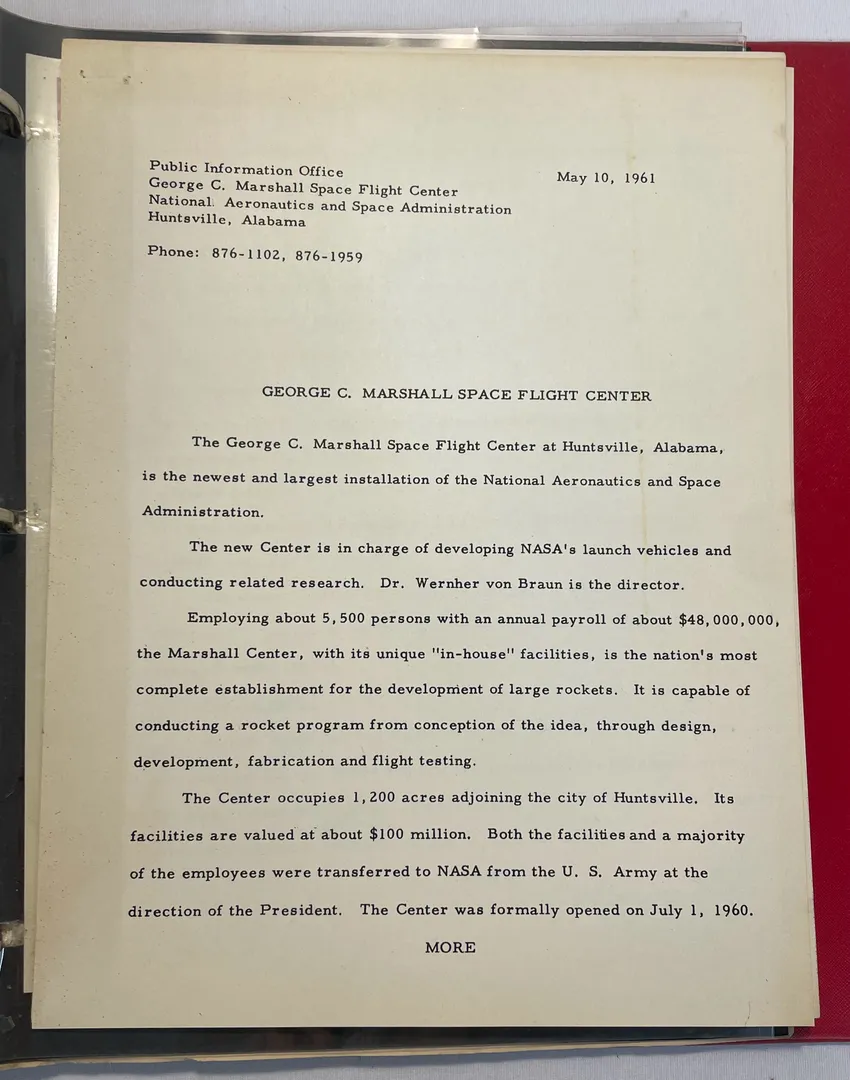 Public Information Office
George C. Marshall Space Flight Center
National Aeronautics and Space Administration
Huntsville, Alabama
May 10, 1961
Phone: 876-1102, 876-1959
GEORGE C. MARSHALL SPACE FLIGHT CENTER
The George C. Marshall Space Flight Center at Huntsville, Alabama,
is the newest and largest installation of the National Aeronautics and Space
Administration.
The new Center is in charge of developing NASA's launch vehicles and
conducting related research. Dr. Wernher von Braun is the director.
Employing about 5,500 persons with an annual payroll of about $48,000,000,
the Marshall Center, with its unique "in-house" facilities, is the nation's most
complete establishment for the development of large rockets. It is capable of
conducting a rocket program from conception of the idea, through design,
development, fabrication and flight testing.
The Center occupies 1,200 acres adjoining the city of Huntsville. Its
facilities are valued at about $100 million. Both the facilities and a majority
of the employees were transferred to NASA from the U. S. Army at the
direction of the President. The Center was formally opened on July 1, 1960.
MORE